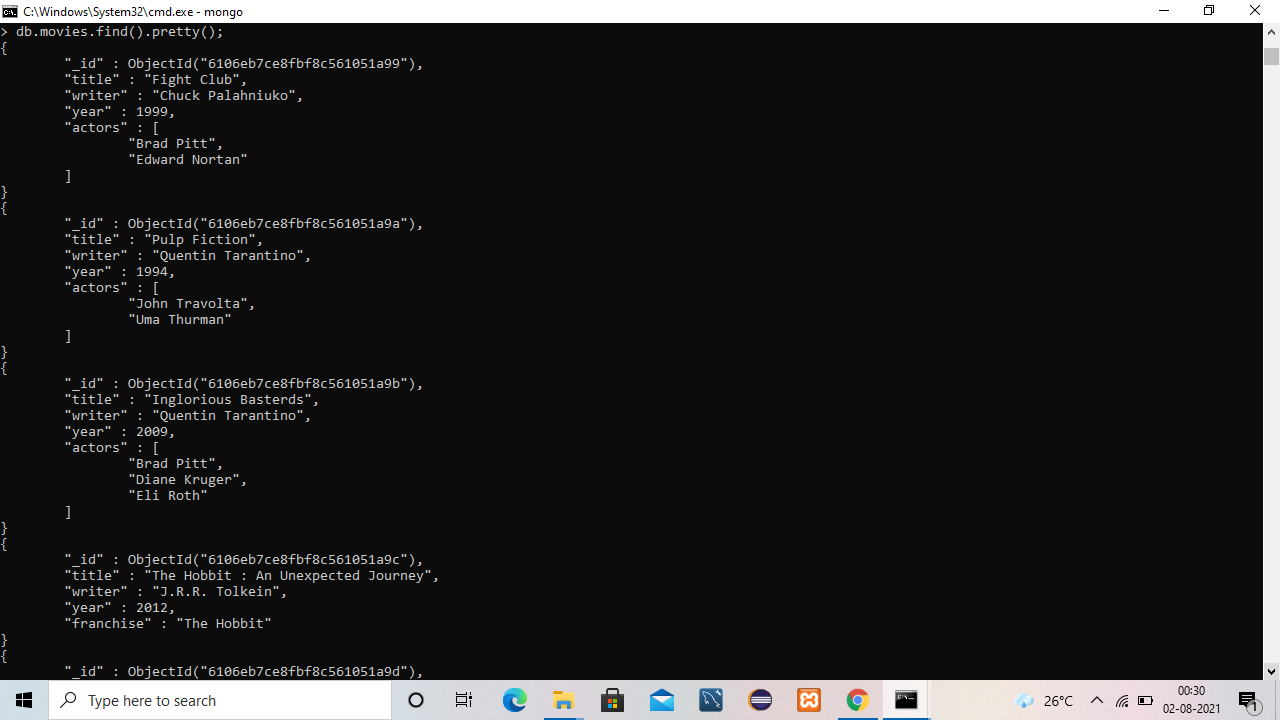 C:\Windows\System32\cmd.exe - mongo
> db.movies.find().pretty();
{
        "_id" : ObjectId("6106eb7ce8fbf8c561051a99"),
        "title" : "Fight Club",
        "writer" : "Chuck Palahniuko",
        "year" : 1999,
        "actors" : [
                "Brad Pitt",
                "Edward Nortan"
        ]
}
{
        "_id" : ObjectId("6106eb7ce8fbf8c561051a9a"),
        "title" : "Pulp Fiction",
        "writer" : "Quentin Tarantino",
        "year" : 1994,
        "actors" : [
                "John Travolta",
                "Uma Thurman"
        ]
}
{
        "_id" : ObjectId("6106eb7ce8fbf8c561051a9b"),
        "title" : "Inglorious Basterds",
        "writer" : "Quentin Tarantino",
        "year" : 2009,
        "actors" : [
                "Brad Pitt",
                "Diane Kruger",
                "Eli Roth"
        ]
}
{
        "_id" : ObjectId("6106eb7ce8fbf8c561051a9c"),
        "title" : "The Hobbit : An Unexpected Journey",
        "writer" : "J.R.R. Tolkein",
        "year" : 2012,
        "franchise" : "The Hobbit"
}
{
        "_id" : ObjectId("6106eb7ce8fbf8c561051a9d"),
Type here to search
26°C
00:30
02-08-2021
1